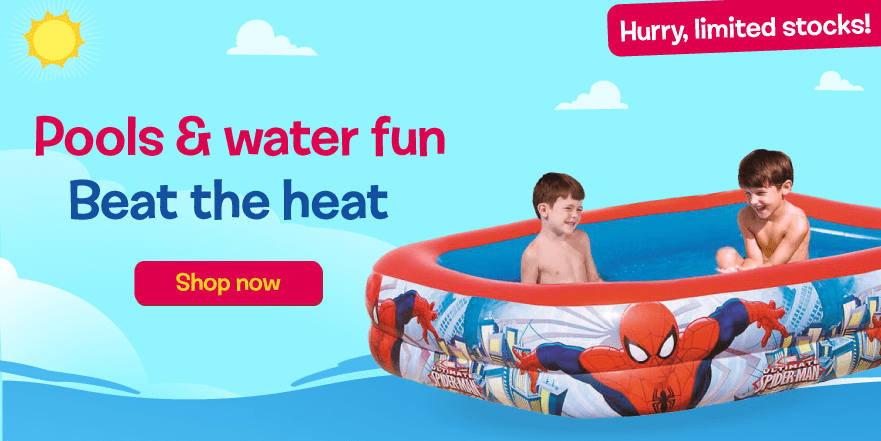 Hurry, limited stocks!
Pools & water fun
Beat the heat
Shop now
ULTIMATE
SPIDER-MAN
ULTIMATE
SPIDER-MAN